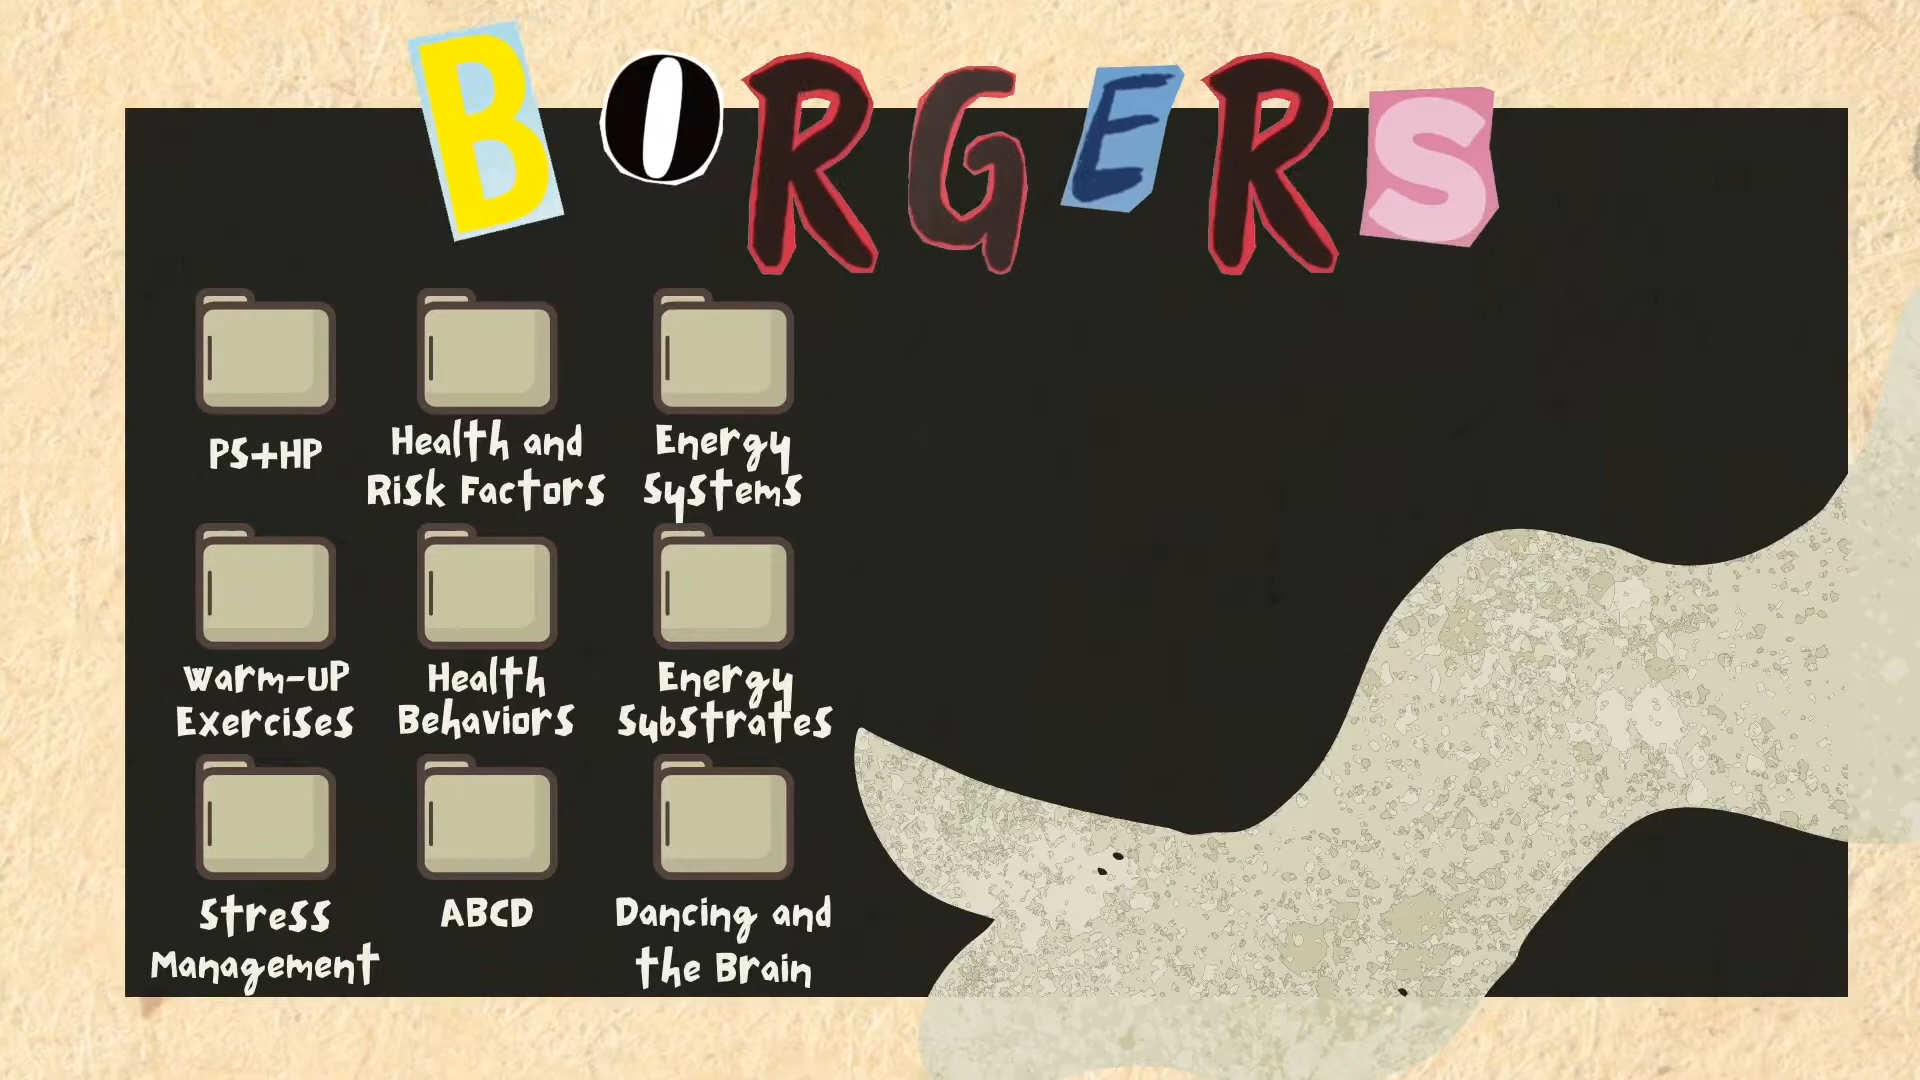 BORGERS
PS+HP
Health and
Risk Factors
Energy
Systems
Warm-up
Exercises
Health
Behaviors
Energy
Substrates
Stress
Management
ABCD
Dancing and
the Brain